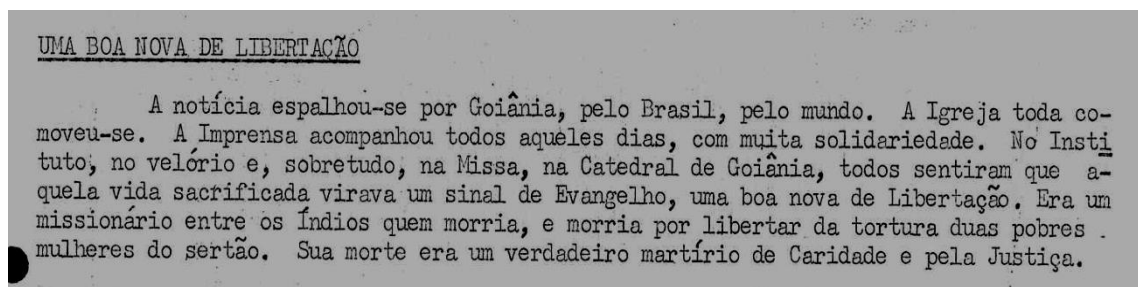 UMA BOA NOVA DE LIBERTAÇÃO
A notícia espalhou-se por Goiânia, pelo Brasil, pelo mundo. A Igreja toda co-
moveu-se. A Imprensa acompanhou todos aquêles dias, com muita solidariedade. No Insti
tuto, no velório e, sobretudo, na Missa, na Catedral de Goiânia, todos sentiram que a-
quela vida sacrificada virava um sinal de Evangelho, uma boa nova de Libertação. Era um
missionário entre os Índios quem morria, e morria por libertar da tortura duas pobres
mulheres do sertão. Sua morte era um verdadeiro martírio de Caridade e pela Justiça.